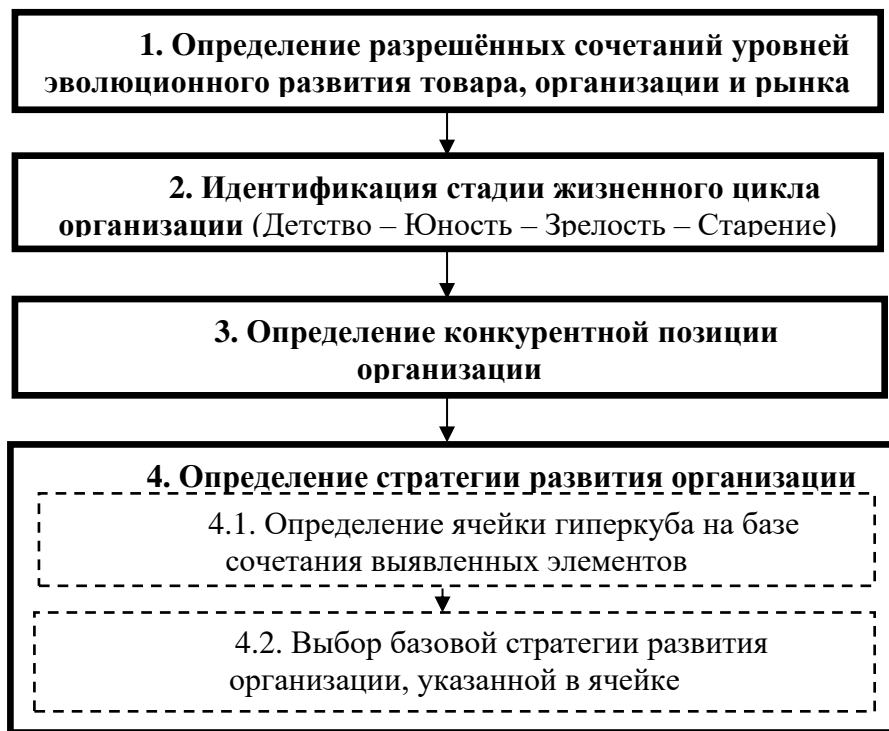 1. Определение разрешённых сочетаний уровней
эволюционного развития товара, организации и рынка
2. Идентификация стадии жизненного цикла
организации (Детство – Юность – Зрелость – Старение)
3. Определение конкурентной позиции
организации
4. Определение стратегии развития организации
4.1. Определение ячейки гиперкуба на базе
сочетания выявленных элементов
4.2. Выбор базовой стратегии развития
организации, указанной в ячейке